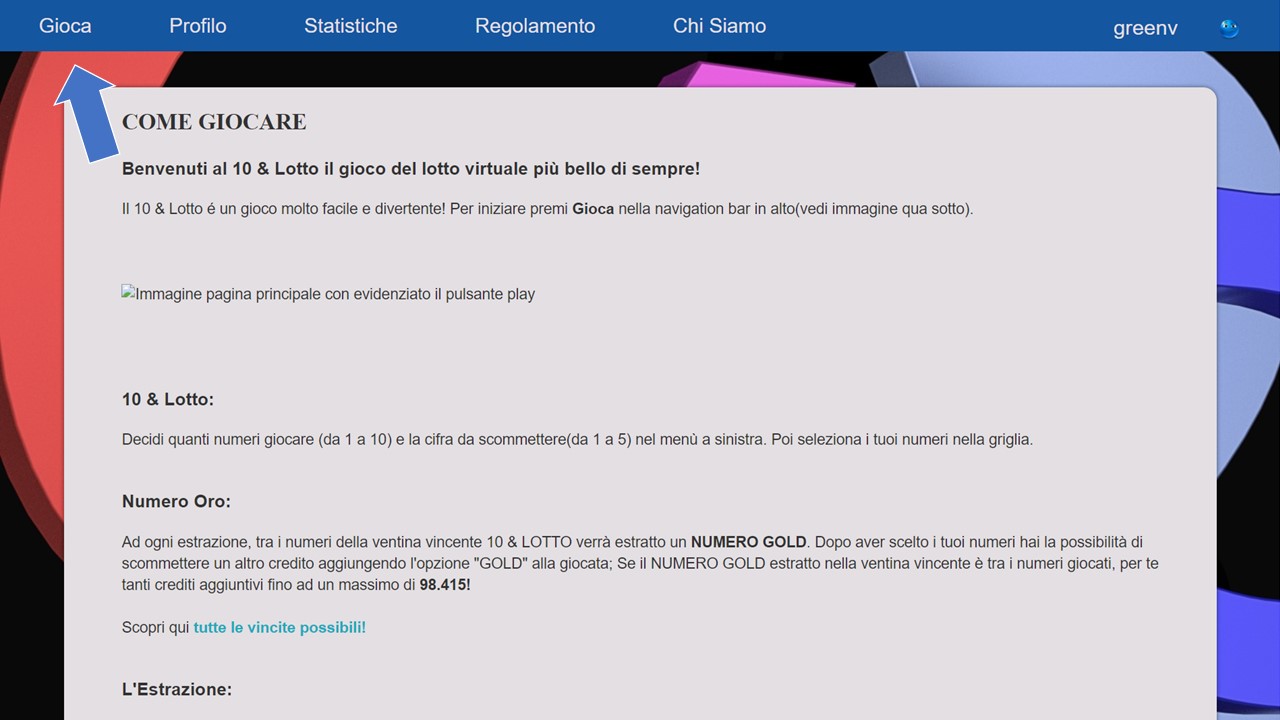 Gioca Profilo Statistiche Regolamento Chi Siamo greenv
COME GIOCARE
Benvenuti al 10 & Lotto il gioco del lotto virtuale più bello di sempre!
Il 10 & Lotto é un gioco molto facile e divertente! Per iniziare premi Gioca nella navigation bar in alto(vedi immagine qua sotto).
Immagine pagina principale con evidenziato il pulsante play
10 & Lotto:
Decidi quanti numeri giocare (da 1 a 10) e la cifra da scommettere(da 1 a 5) nel menù a sinistra. Poi seleziona i tuoi numeri nella griglia.
Numero Oro:
Ad ogni estrazione, tra i numeri della ventina vincente 10 & LOTTO verrà estratto un NUMERO GOLD. Dopo aver scelto i tuoi numeri hai la possibilità di
scommettere un altro credito aggiungendo l'opzione "GOLD" alla giocata; Se il NUMERO GOLD estratto nella ventina vincente è tra i numeri giocati, per te
tanti crediti aggiuntivi fino ad un massimo di 98.415!
Scopri qui tutte le vincite possibili!
L'Estrazione: